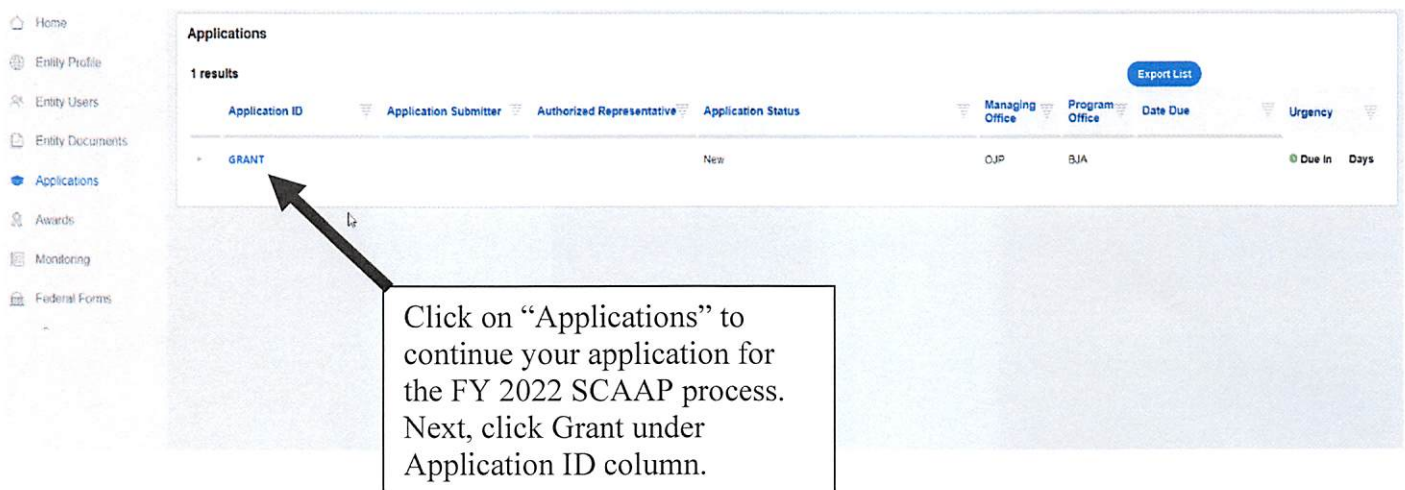 Home
Entity Profile
Entity Users
Entity Documents
Applications
Awards
Monitoring
Federal Forms
Applications
1 results
Export List
Application ID Application Submitter Authorized Representative Application Status Managing Office Program Office Date Due Urgency
GRANT New OJP BJA Due In Days
Click on “Applications” to
continue your application for
the FY 2022 SCAAP process.
Next, click Grant under
Application ID column.